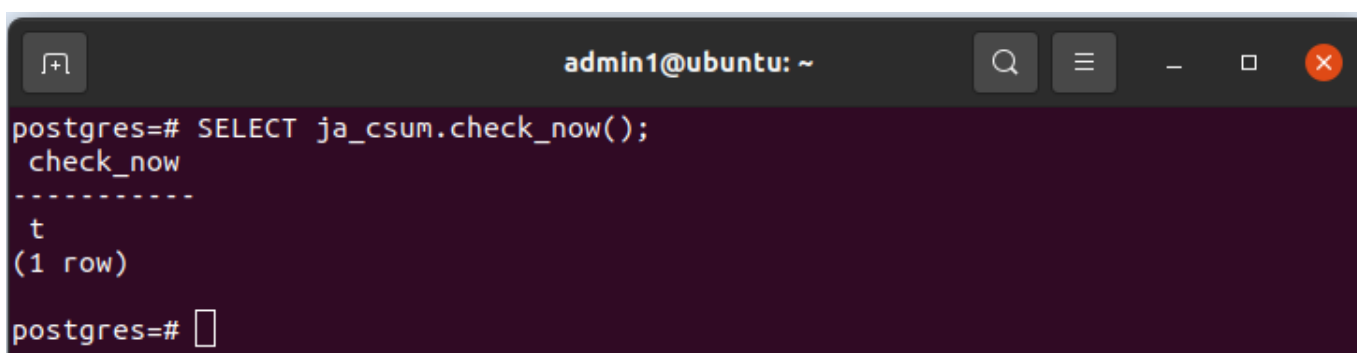 admin1@ubuntu: ~
postgres=# SELECT ja_csum.check_now();
 check_now
-----------
 t
(1 row)
postgres=#